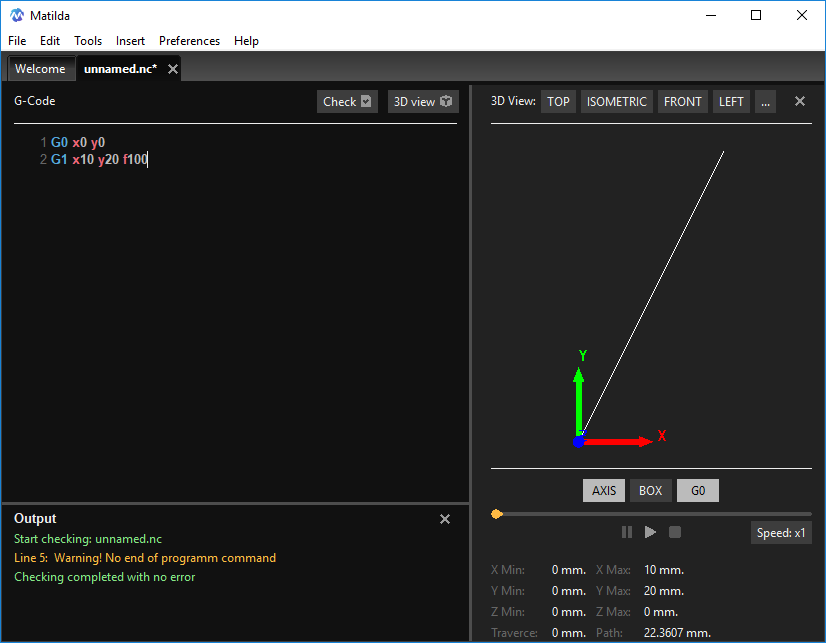 Matilda
File Edit Tools Insert Preferences Help
Welcome unnamed.nc*
G-Code Check 3D view
1 G0 x0 y0
2 G1 x10 y20 f100
Output
Start checking: unnamed.nc
Line 5: Warning! No end of programm command
Checking completed with no error
3D View: TOP ISOMETRIC FRONT LEFT ...
Y
X
AXIS BOX G0
Speed: x1
X Min: 0 mm. X Max: 10 mm.
Y Min: 0 mm. Y Max: 20 mm.
Z Min: 0 mm. Z Max: 0 mm.
Traverce: 0 mm. Path: 22.3607 mm.